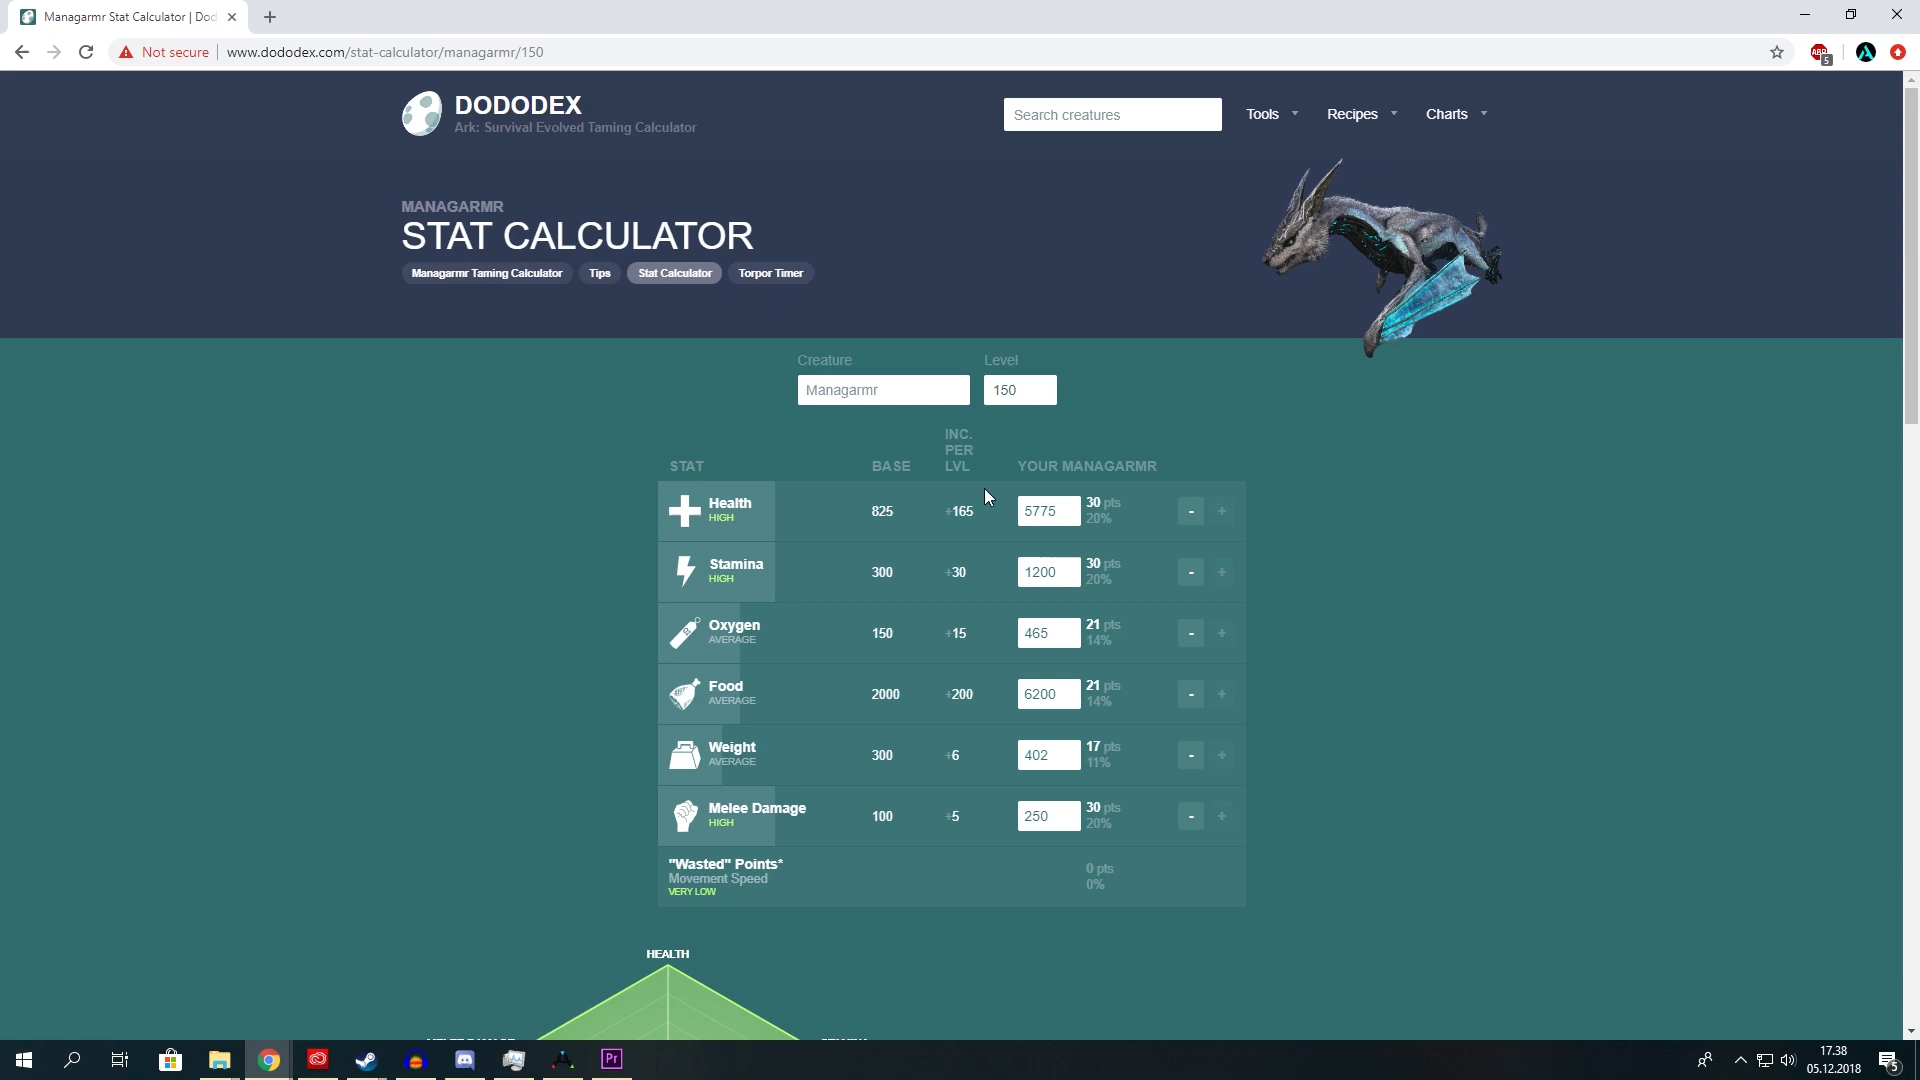 Managarmr Stat Calculator | Dod
Not secure
www.dododex.com/stat-calculator/managarmr/150
ABP
5
DODODEX
Ark: Survival Evolved Taming Calculator
Search creatures
Tools
Recipes
Charts
MANAGARMR
STAT CALCULATOR
Managarmr Taming Calculator
Tips
Stat Calculator
Torpor Timer
Creature
Level
Managarmr
150
STAT
BASE
INC.
PER
LVL
YOUR MANAGARMR
Health
HIGH
825
+165
5775
30 pts
20%
-
+
Stamina
HIGH
300
+30
1200
30 pts
20%
-
+
Oxygen
AVERAGE
150
+15
465
21 pts
14%
-
+
Food
AVERAGE
2000
+200
6200
21 pts
14%
-
+
Weight
AVERAGE
300
+6
402
17 pts
11%
-
+
Melee Damage
HIGH
100
+5
250
30 pts
20%
-
+
"Wasted" Points*
Movement Speed
VERY LOW
0 pts
0%
HEALTH
Pr
17.38
05.12.2018
5